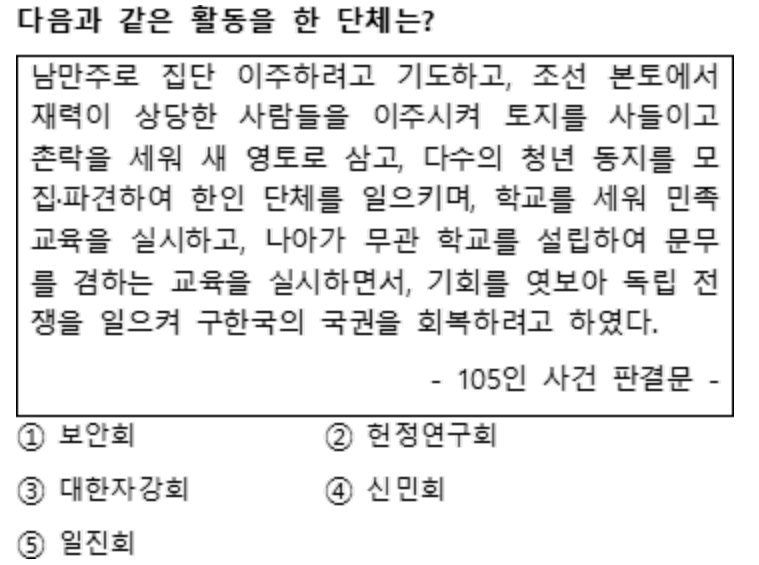 다음과 같은 활동을 한 단체는?
남만주로 집단 이주하려고 기도하고, 조선 본토에서
재력이 상당한 사람들을 이주시켜 토지를 사들이고
촌락을 세워 새 영토로 삼고, 다수의 청년 동지를 모
집·파견하여 한인 단체를 일으키며, 학교를 세워 민족
교육을 실시하고, 나아가 무관 학교를 설립하여 문무
를 겸하는 교육을 실시하면서, 기회를 엿보아 독립 전
쟁을 일으켜 구한국의 국권을 회복하려고 하였다.
- 105인 사건 판결문 -
① 보안회 ② 헌정연구회
③ 대한자강회 ④ 신민회
⑤ 일진회